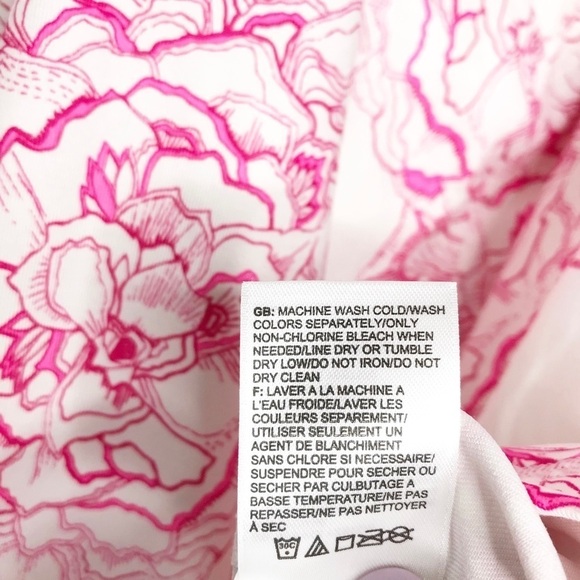 GB: MACHINE WASH COLD/WASH
COLORS SEPARATELY/ONLY
NON-CHLORINE BLEACH WHEN
NEEDED/LINE DRY OR TUMBLE
DRY LOW/DO NOT IRON/DO NOT
DRY CLEAN
F: LAVER A LA MACHINE A
L'EAU FROIDE/LAVER LES
COULEURS SEPAREMENT/
UTILISER SEULEMENT UN
AGENT DE BLANCHIMENT
SANS CHLORE SI NECESSAIRE/
SUSPENDRE POUR SECHER OU
SECHER PAR CULBUTAGE A
BASSE TEMPERATURE/NE PAS
REPASSER/NE PAS NETTOYER
À SEC
30C